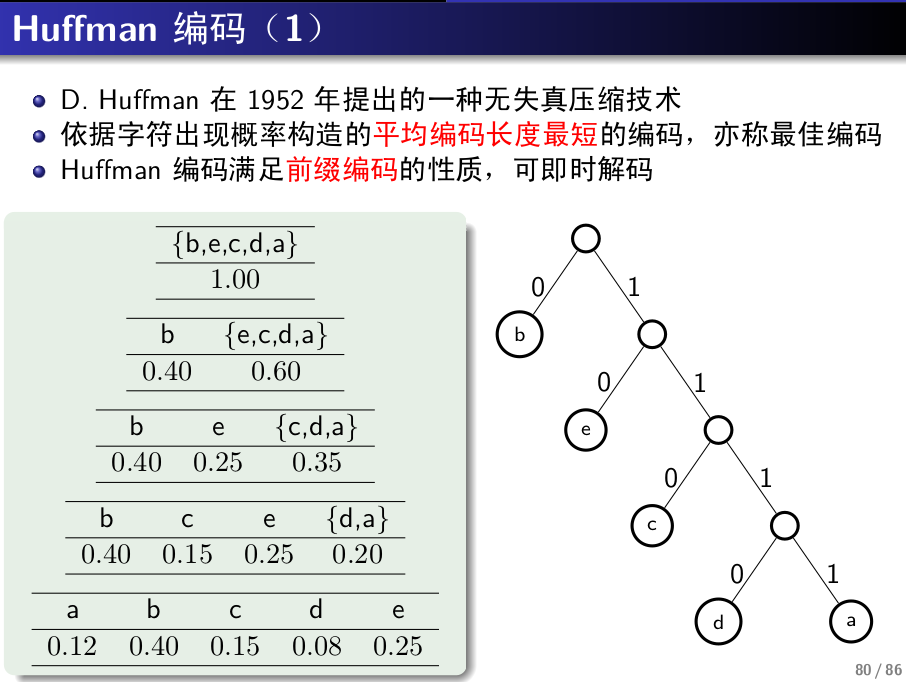 Huffman 编码（1）
D. Huffman 在 1952 年提出的一种无失真压缩技术
依据字符出现概率构造的平均编码长度最短的编码，亦称最佳编码
Huffman 编码满足前缀编码的性质，可即时解码
{b,e,c,d,a}
1.00
b {e,c,d,a}
0.40 0.60
b e {c,d,a}
0.40 0.25 0.35
b c e {d,a}
0.40 0.15 0.25 0.20
a b c d e
0.12 0.40 0.15 0.08 0.25
0 1
b
0 1
e
0 1
c
0 1
d a
80 / 86